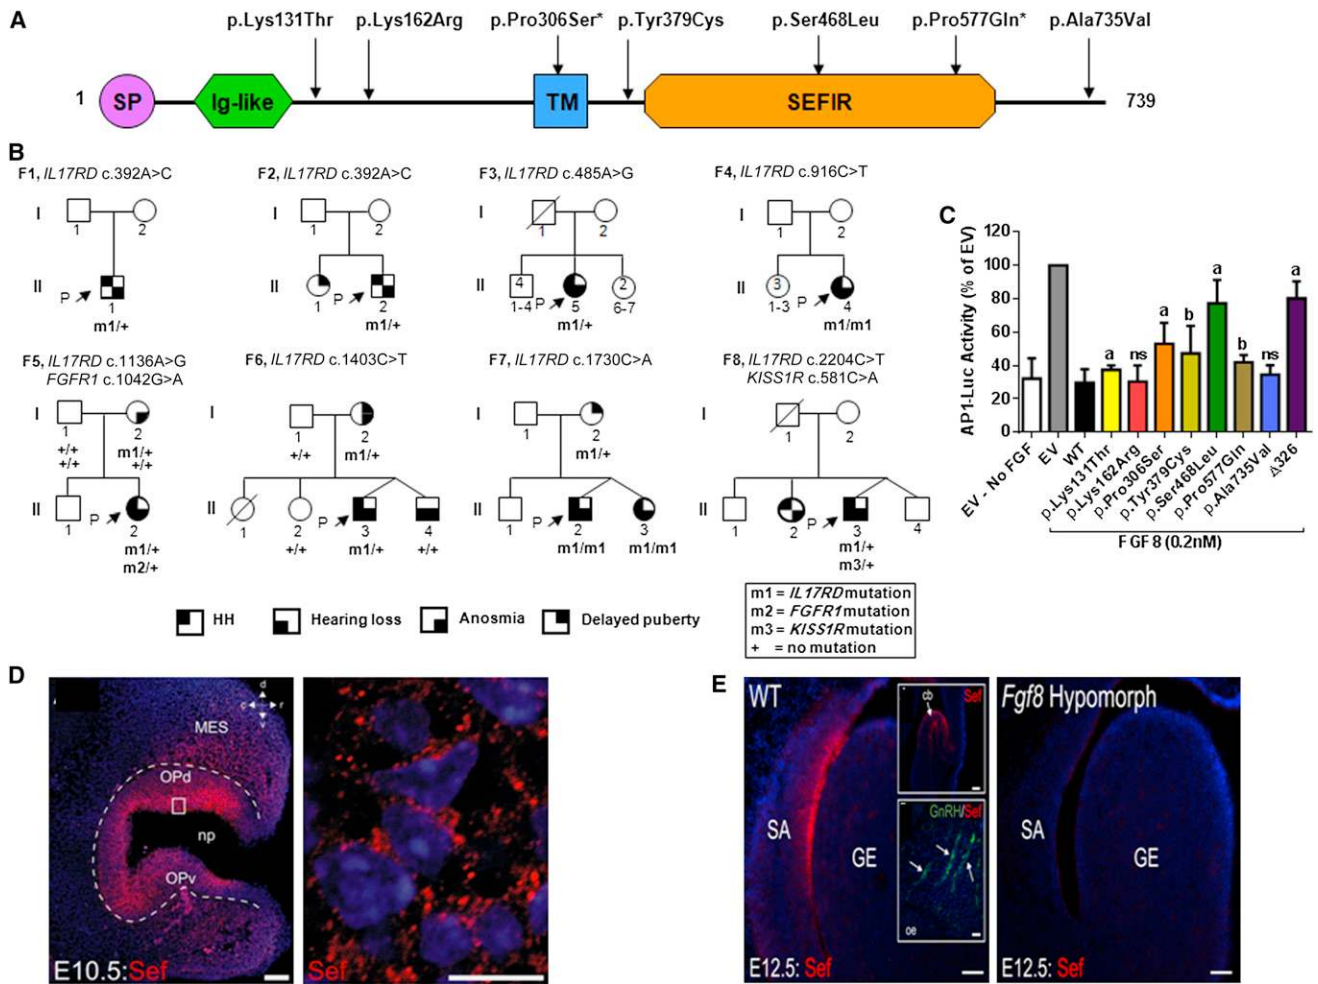 A
p.Lys131Thr p.Lys162Arg p.Pro306Ser* p.Tyr379Cys p.Ser468Leu p.Pro577Gln* p.Ala735Val
1 SP Ig-like TM SEFIR 739
B
F1, IL17RD c.392A>C
I
1 2
II
P
1
m1/+
F2, IL17RD c.392A>C
I
1 2
II
1 P 2
m1/+
F3, IL17RD c.485A>G
I
1 2
II
4 2
1-4 P 5 6-7
m1/+
F4, IL17RD c.916C>T
I
1 2
II
3
1-3 P 4
m1/m1
F5, IL17RD c.1136A>G
FGFR1 c.1042G>A
I
1 2
+/+ m1/+
+/+ +/+
II
1 P 2
m1/+
m2/+
F6, IL17RD c.1403C>T
I
1 2
+/+ m1/+
II
P
1 2 3 4
+/+ m1/+ +/+
F7, IL17RD c.1730C>A
I
1 2
m1/+
II
P
1 2 3
m1/m1 m1/m1
F8, IL17RD c.2204C>T
KISS1R c.581C>A
I
1 2
II
P
1 2 3 4
m1/+
m3/+
HH Hearing loss Anosmia Delayed puberty
m1 = IL17RD mutation
m2 = FGFR1 mutation
m3 = KISS1R mutation
+ = no mutation
C
AP1-Luc Activity (% of EV)
120
100
80
60
40
20
0
a ns a b a b ns a
EV - No FGF
EV
WT
p.Lys131Thr
p.Lys162Arg
p.Pro306Ser
p.Tyr379Cys
p.Ser468Leu
p.Pro577Gln
p.Ala735Val
Δ326
FGF8 (0.2nM)
D
d
c r
v
MES
OPd
np
OPv
E10.5:Sef
Sef
E
WT
cb
Sef
GnRH/Sef
oe
SA
GE
E12.5: Sef
Fgf8 Hypomorph
SA
GE
E12.5: Sef